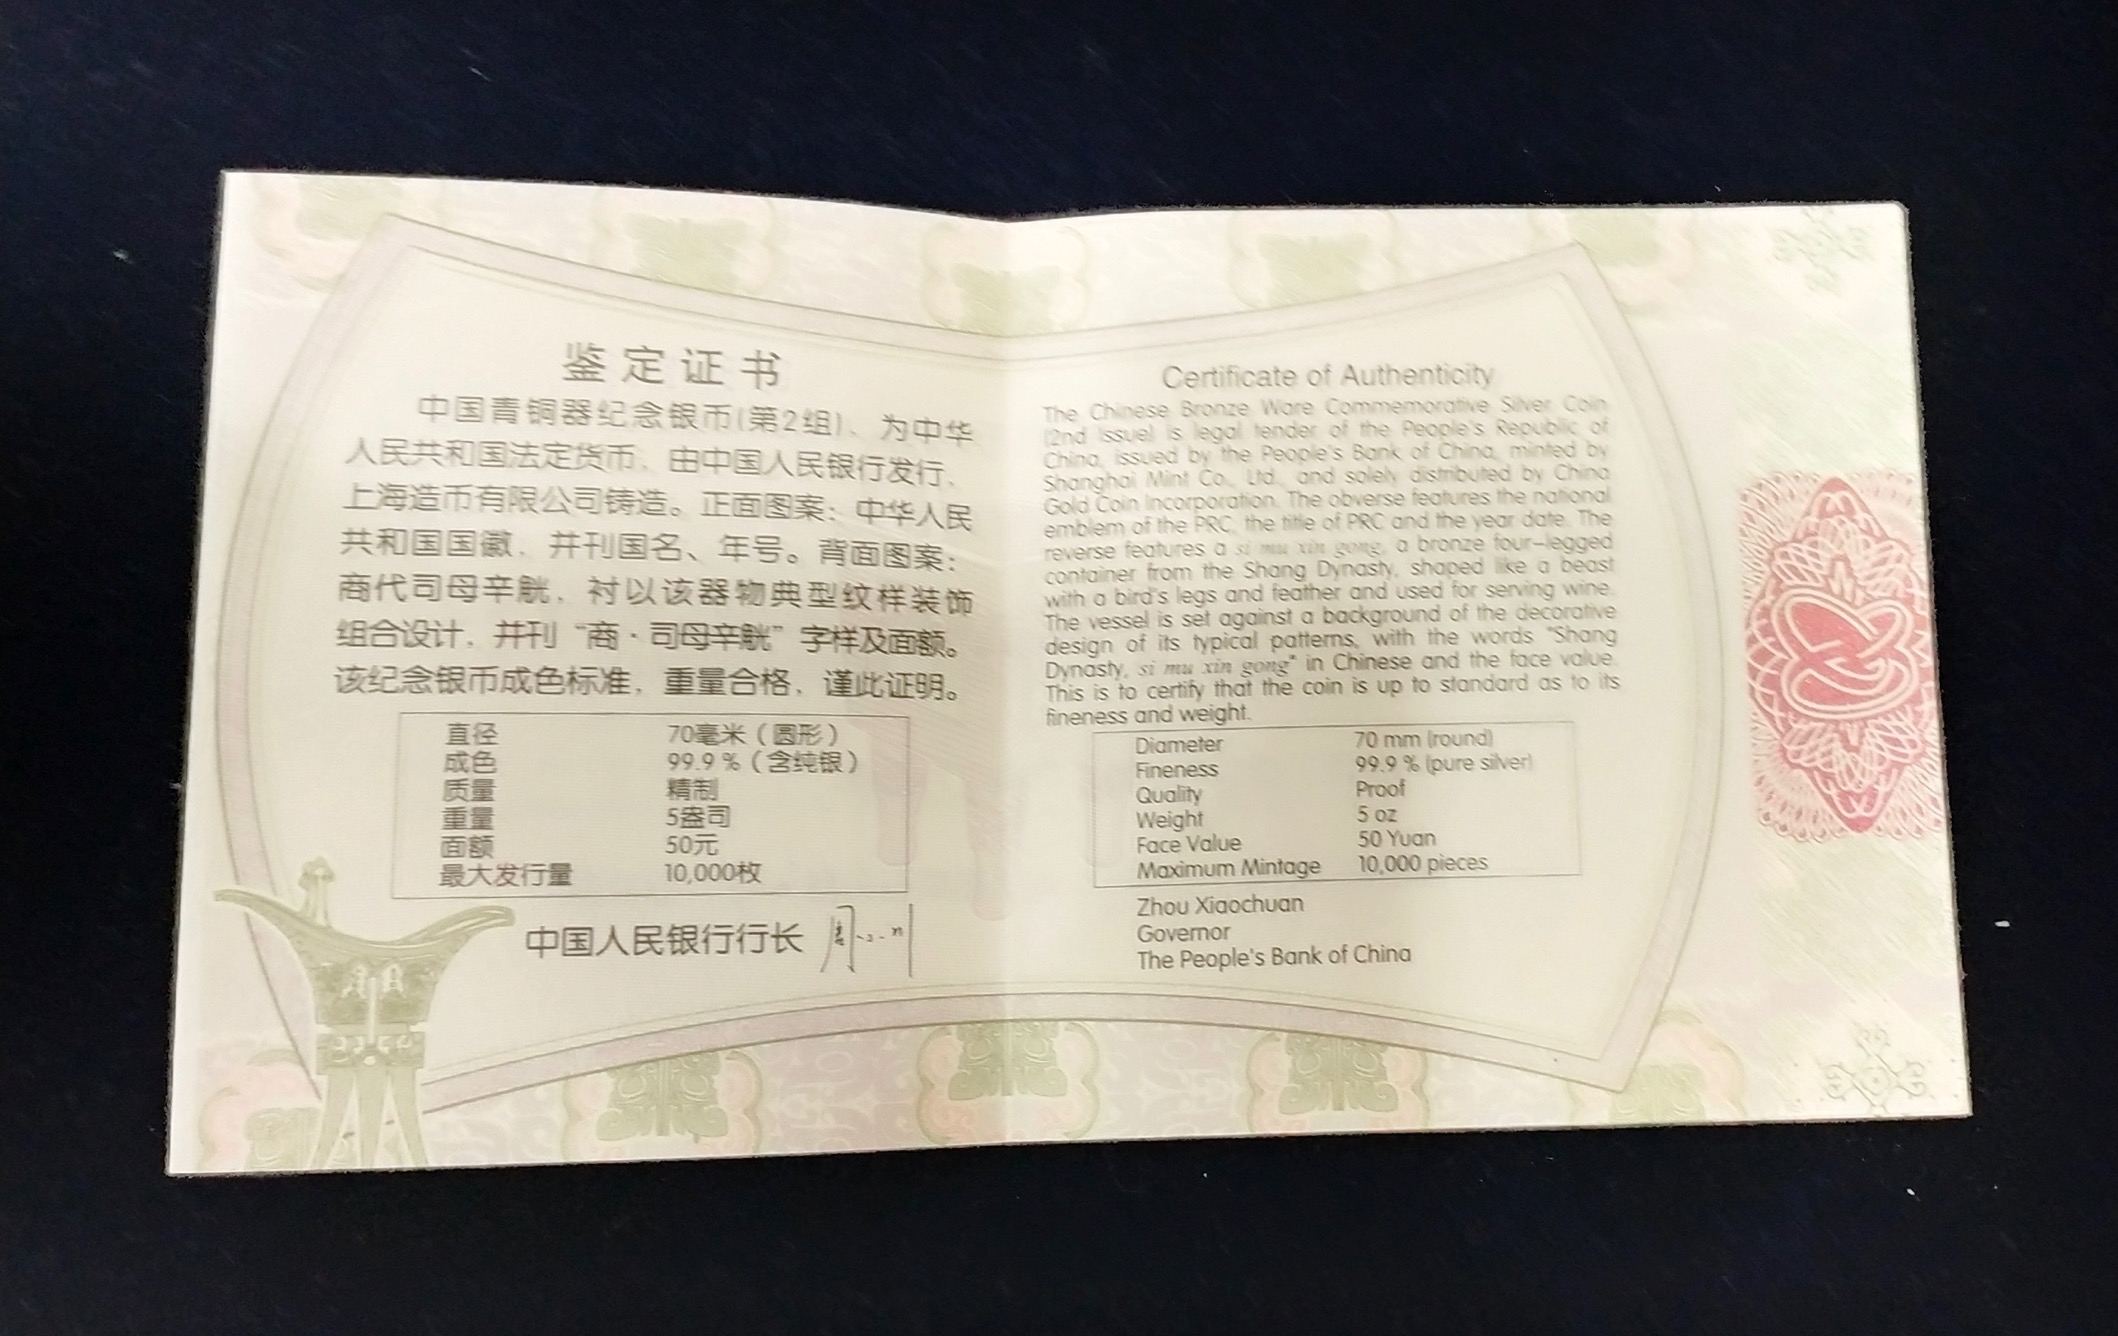 鉴定证书
中国青铜器纪念银币(第2组)、为中华
人民共和国法定货币，由中国人民银行发行，
上海造币有限公司铸造。正面图案：中华人民
共和国国徽，并刊国名、年号。背面图案：
商代司母辛觥，衬以该器物典型纹样装饰
组合设计，并刊“商·司母辛觥”字样及面额。
该纪念银币成色标准，重量合格，谨此证明。
直径 70毫米（圆形）
成色 99.9％（含纯银）
质量 精制
重量 5盎司
面额 50元
最大发行量 10,000枚
中国人民银行行长
Certificate of Authenticity
The Chinese Bronze Ware Commemorative Silver Coin
(2nd Issue) is legal tender of the People's Republic of
China, issued by the People's Bank of China, minted by
Shanghai Mint Co., Ltd., and solely distributed by China
Gold Coin Incorporation. The obverse features the national
emblem of the PRC, the title of PRC and the year date. The
reverse features a si mu xin gong, a bronze four-legged
container from the Shang Dynasty, shaped like a beast
with a bird's legs and feather and used for serving wine.
The vessel is set against a background of the decorative
design of its typical patterns, with the words "Shang
Dynasty, si mu xin gong" in Chinese and the face value.
This is to certify that the coin is up to standard as to its
fineness and weight.
Diameter 70 mm (round)
Fineness 99.9 % (pure silver)
Quality Proof
Weight 5 oz
Face Value 50 Yuan
Maximum Mintage 10,000 pieces
Zhou Xiaochuan
Governor
The People's Bank of China